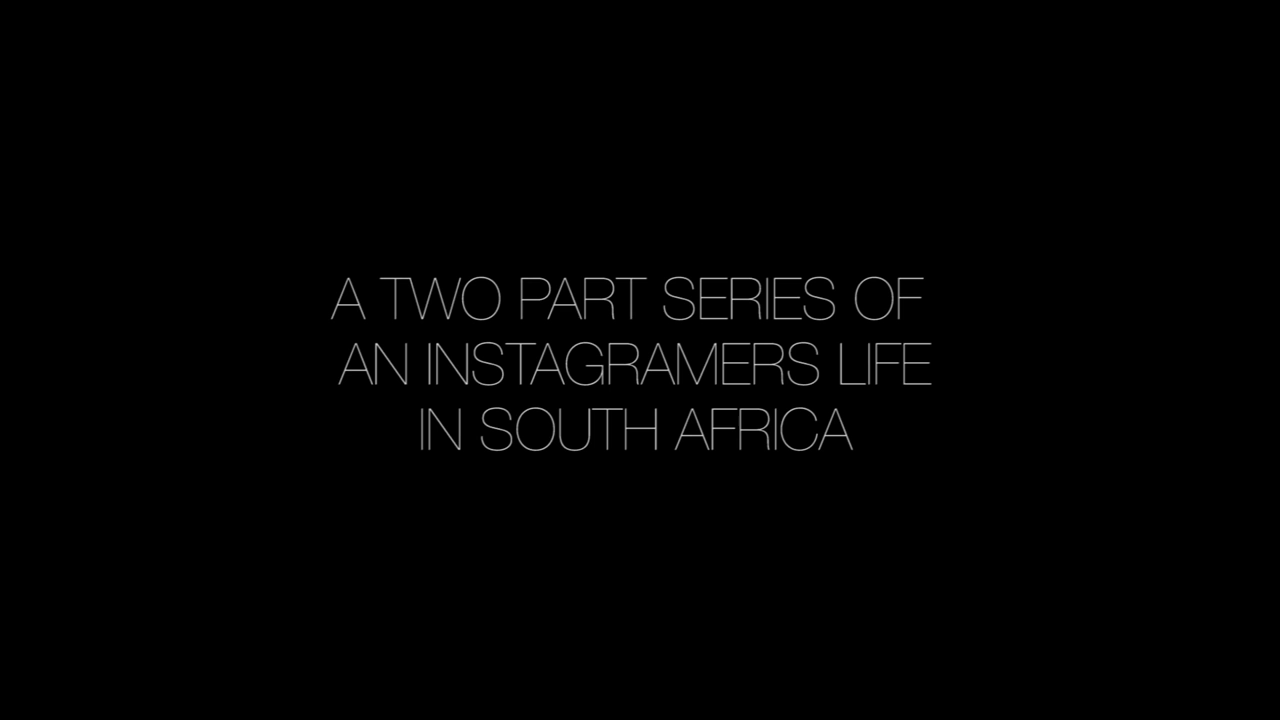 A TWO PART SERIES OF
AN INSTAGRAMERS LIFE
IN SOUTH AFRICA